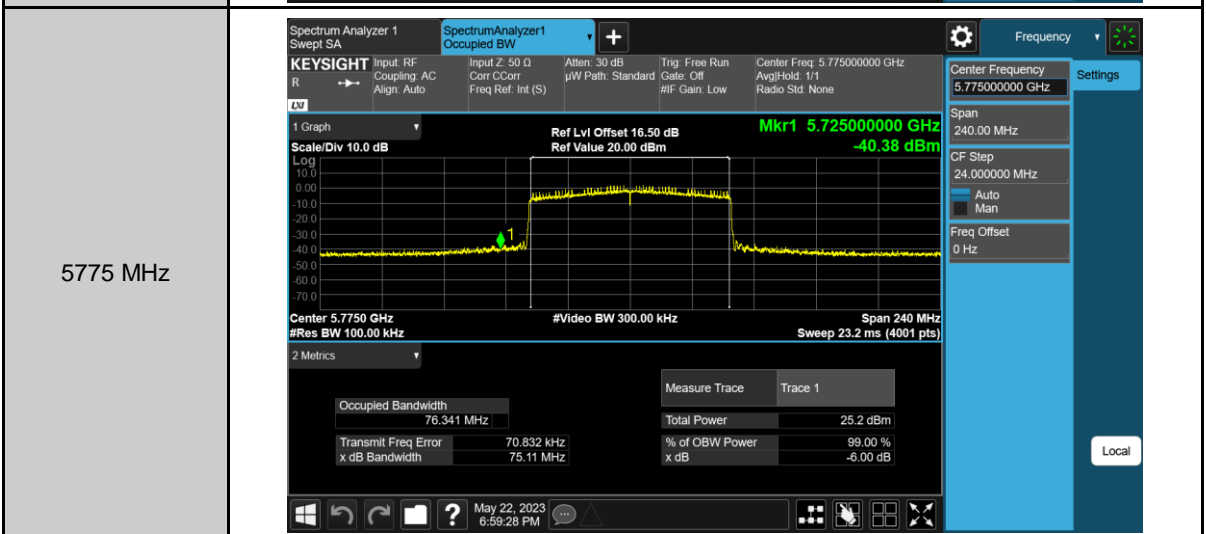 5775 MHz
Spectrum Analyzer 1
Swept SA
SpectrumAnalyzer1
Occupied BW
+
Frequency
KEYSIGHT
R
LXI
Input: RF
Coupling: AC
Align: Auto
Input Z: 50 Ω
Corr CCorr
Freq Ref: Int (S)
Atten: 30 dB
µW Path: Standard
Trig: Free Run
Gate: Off
#IF Gain: Low
Center Freq: 5.775000000 GHz
Avg|Hold: 1/1
Radio Std: None
Center Frequency
5.775000000 GHz
Settings
Span
240.00 MHz
CF Step
24.000000 MHz
Auto
Man
Freq Offset
0 Hz
Local
1 Graph
Scale/Div 10.0 dB
Ref Lvl Offset 16.50 dB
Ref Value 20.00 dBm
Mkr1 5.725000000 GHz
-40.38 dBm
Log
10.0
0.00
-10.0
-20.0
-30.0
-40.0
-50.0
-60.0
-70.0
1
Center 5.7750 GHz
#Res BW 100.00 kHz
#Video BW 300.00 kHz
Span 240 MHz
Sweep 23.2 ms (4001 pts)
2 Metrics
Measure Trace Trace 1
Occupied Bandwidth
76.341 MHz
Total Power 25.2 dBm
Transmit Freq Error 70.832 kHz
% of OBW Power 99.00 %
x dB Bandwidth 75.11 MHz
x dB -6.00 dB
?
May 22, 2023
6:59:28 PM